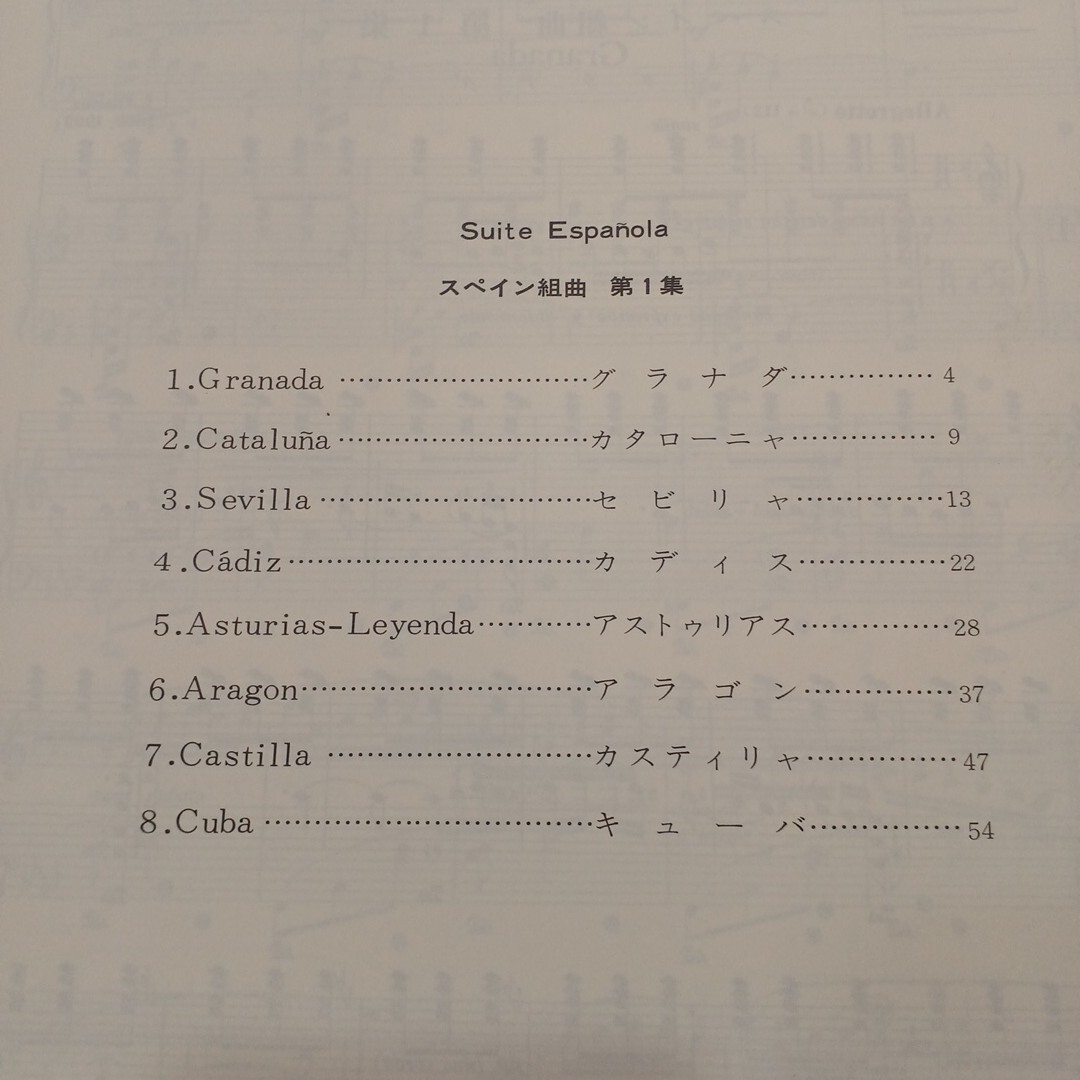 Suite Española
スペイン組曲 第1集
1.Granada ……………………… グラナダ …………… 4
2.Cataluña ……………………… カタローニャ …………… 9
3.Sevilla ……………………… セビリャ …………… 13
4.Cádiz ……………………… カディス …………… 22
5.Asturias-Leyenda ………… アストゥリアス …………… 28
6.Aragon ……………………… アラゴン …………… 37
7.Castilla ……………………… カスティリャ …………… 47
8.Cuba ……………………… キューバ …………… 54